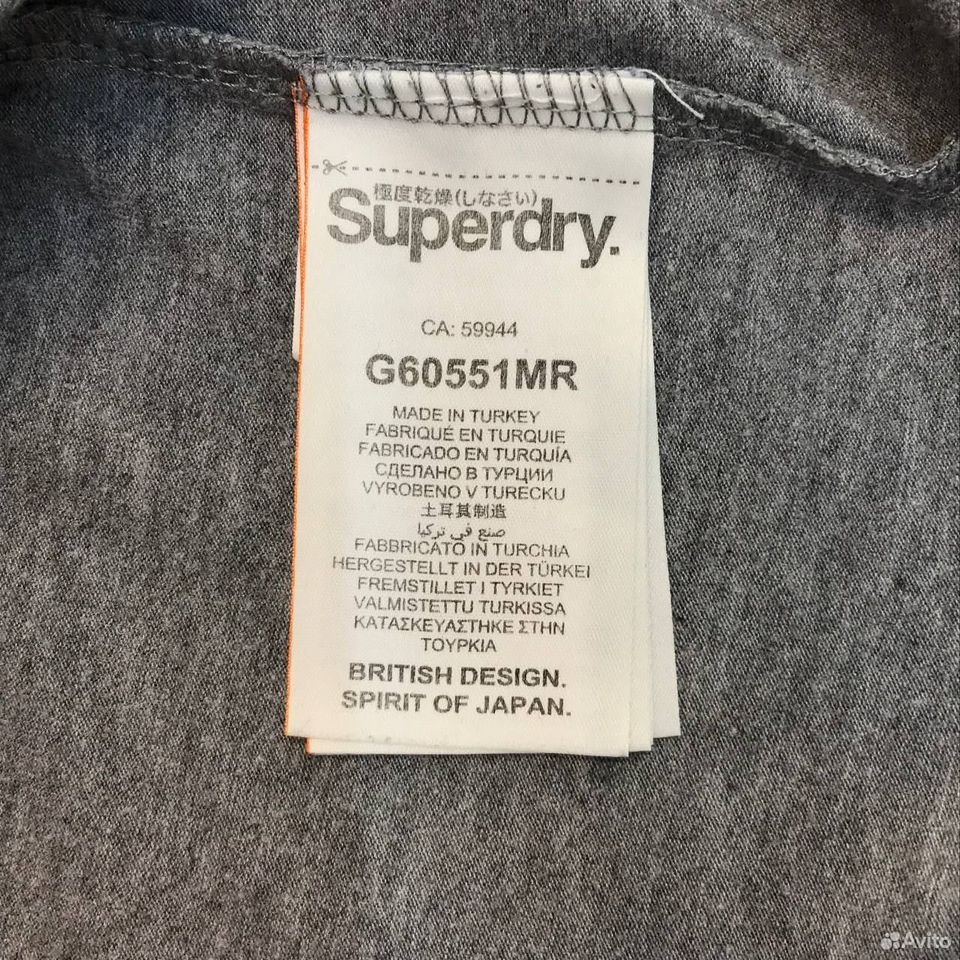 極度乾燥(しなさい)
Superdry.
CA: 59944
G60551MR
MADE IN TURKEY
FABRIQUÉ EN TURQUIE
FABRICADO EN TURQUÍA
СДЕЛАНО В ТУРЦИИ
VYROBENO V TURECKU
土耳其制造
صنع في تركيا
FABBRICATO IN TURCHIA
HERGESTELLT IN DER TÜRKEI
FREMSTILLET I TYRKIET
VALMISTETTU TURKISSA
ΚΑΤΑΣΚΕΥΑΣΤΗΚΕ ΣΤΗΝ
ΤΟΥΡΚΙΑ
BRITISH DESIGN.
SPIRIT OF JAPAN.
Avito